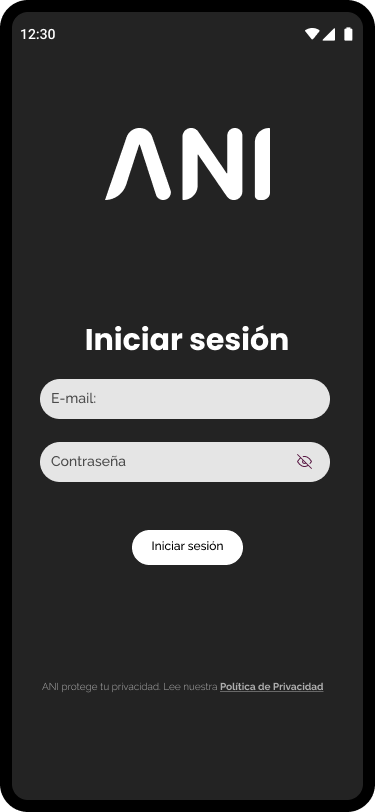 12:30
ANI
Iniciar sesión
E-mail:
Contraseña
Iniciar sesión
ANI protege tu privacidad. Lee nuestra Política de Privacidad